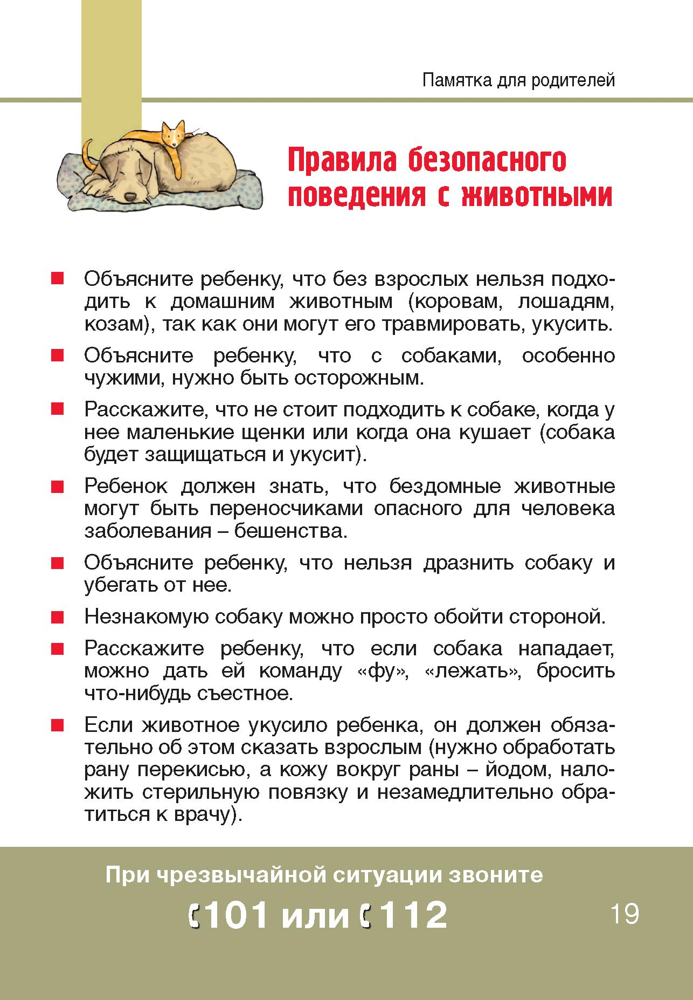 Памятка для родителей
Правила безопасного
поведения с животными
Объясните ребенку, что без взрослых нельзя подхо-
дить к домашним животным (коровам, лошадям,
козам), так как они могут его травмировать, укусить.
Объясните ребенку, что с собаками, особенно
чужими, нужно быть осторожным.
Расскажите, что не стоит подходить к собаке, когда у
нее маленькие щенки или когда она кушает (собака
будет защищаться и укусит).
Ребенок должен знать, что бездомные животные
могут быть переносчиками опасного для человека
заболевания – бешенства.
Объясните ребенку, что нельзя дразнить собаку и
убегать от нее.
Незнакомую собаку можно просто обойти стороной.
Расскажите ребенку, что если собака нападает,
можно дать ей команду «фу», «лежать», бросить
что-нибудь съестное.
Если животное укусило ребенка, он должен обяза-
тельно об этом сказать взрослым (нужно обработать
рану перекисью, а кожу вокруг раны – йодом, нало-
жить стерильную повязку и незамедлительно обра-
титься к врачу).
При чрезвычайной ситуации звоните
101 или 112
19